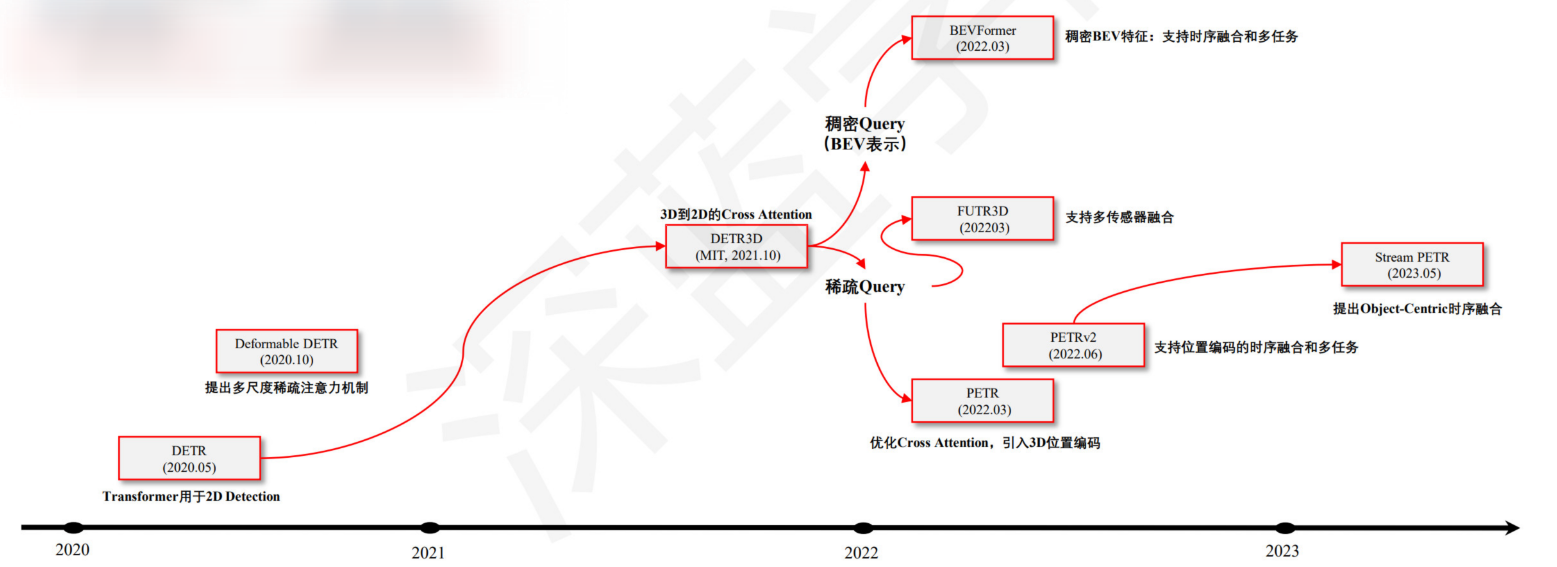 BEVFormer
(2022.03)
稠密BEV特征：支持时序融合和多任务
稠密Query
（BEV表示）
3D到2D的Cross Attention
DETR3D
(MIT, 2021.10)
FUTR3D
(202203)
支持多传感器融合
稀疏Query
Stream PETR
(2023.05)
提出Object-Centric时序融合
Deformable DETR
(2020.10)
提出多尺度稀疏注意力机制
PETRv2
(2022.06)
支持位置编码的时序融合和多任务
PETR
(2022.03)
优化Cross Attention，引入3D位置编码
DETR
(2020.05)
Transformer用于2D Detection
2020
2021
2022
2023
深蓝学